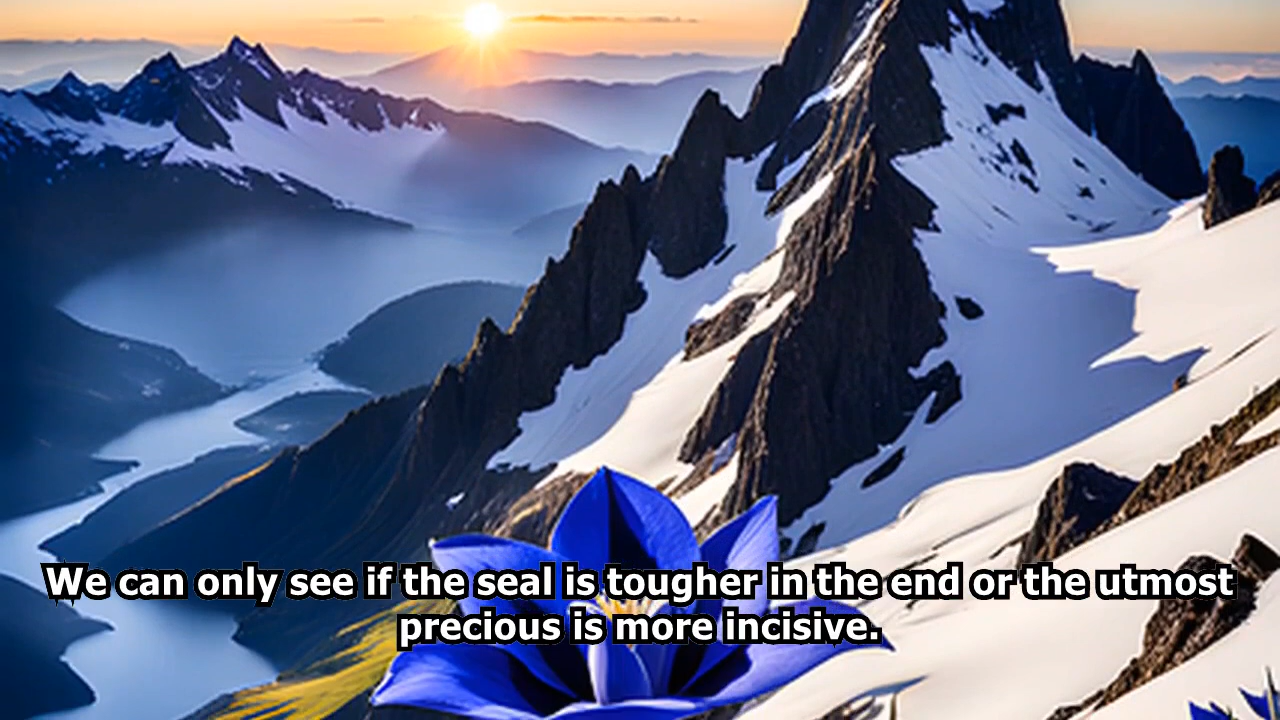 We can only see if the seal is tougher in the end or the utmost
precious is more incisive.